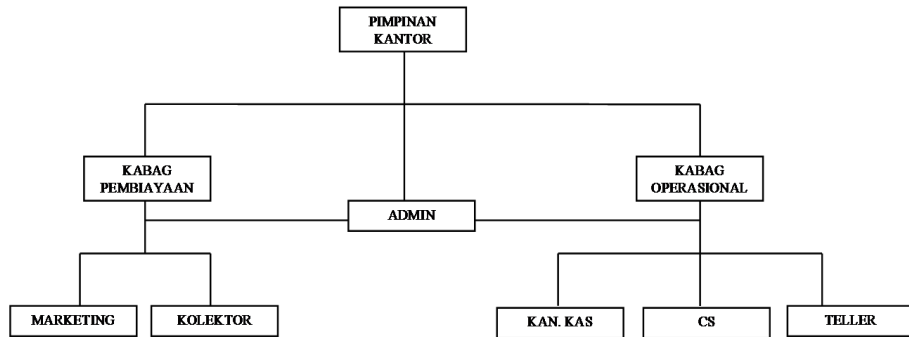 PIMPINAN
KANTOR
KABAG
PEMBIAYAAN
KABAG
OPERASIONAL
ADMIN
MARKETING
KOLEKTOR
KAN. KAS
CS
TELLER